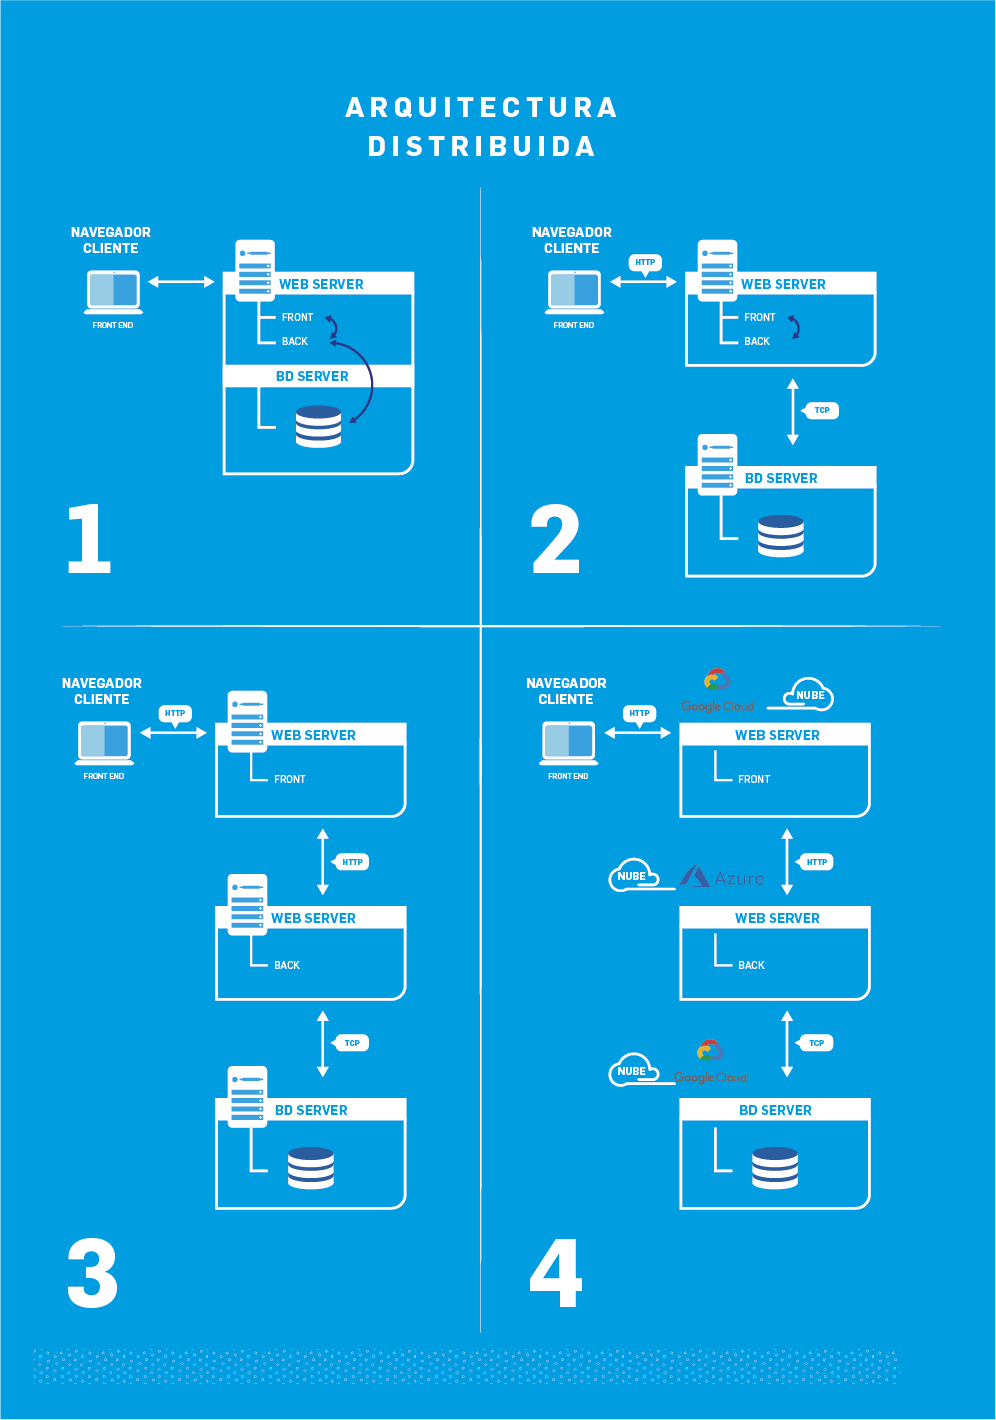 ARQUITECTURA
DISTRIBUIDA
NAVEGADOR
CLIENTE
FRONT END
WEB SERVER
FRONT
BACK
BD SERVER
1
NAVEGADOR
CLIENTE
HTTP
FRONT END
WEB SERVER
FRONT
BACK
TCP
BD SERVER
2
NAVEGADOR
CLIENTE
HTTP
FRONT END
WEB SERVER
FRONT
HTTP
WEB SERVER
BACK
TCP
BD SERVER
3
NAVEGADOR
CLIENTE
HTTP
FRONT END
Google Cloud
NUBE
WEB SERVER
FRONT
HTTP
NUBE
Azure
WEB SERVER
BACK
TCP
NUBE
Google Cloud
BD SERVER
4